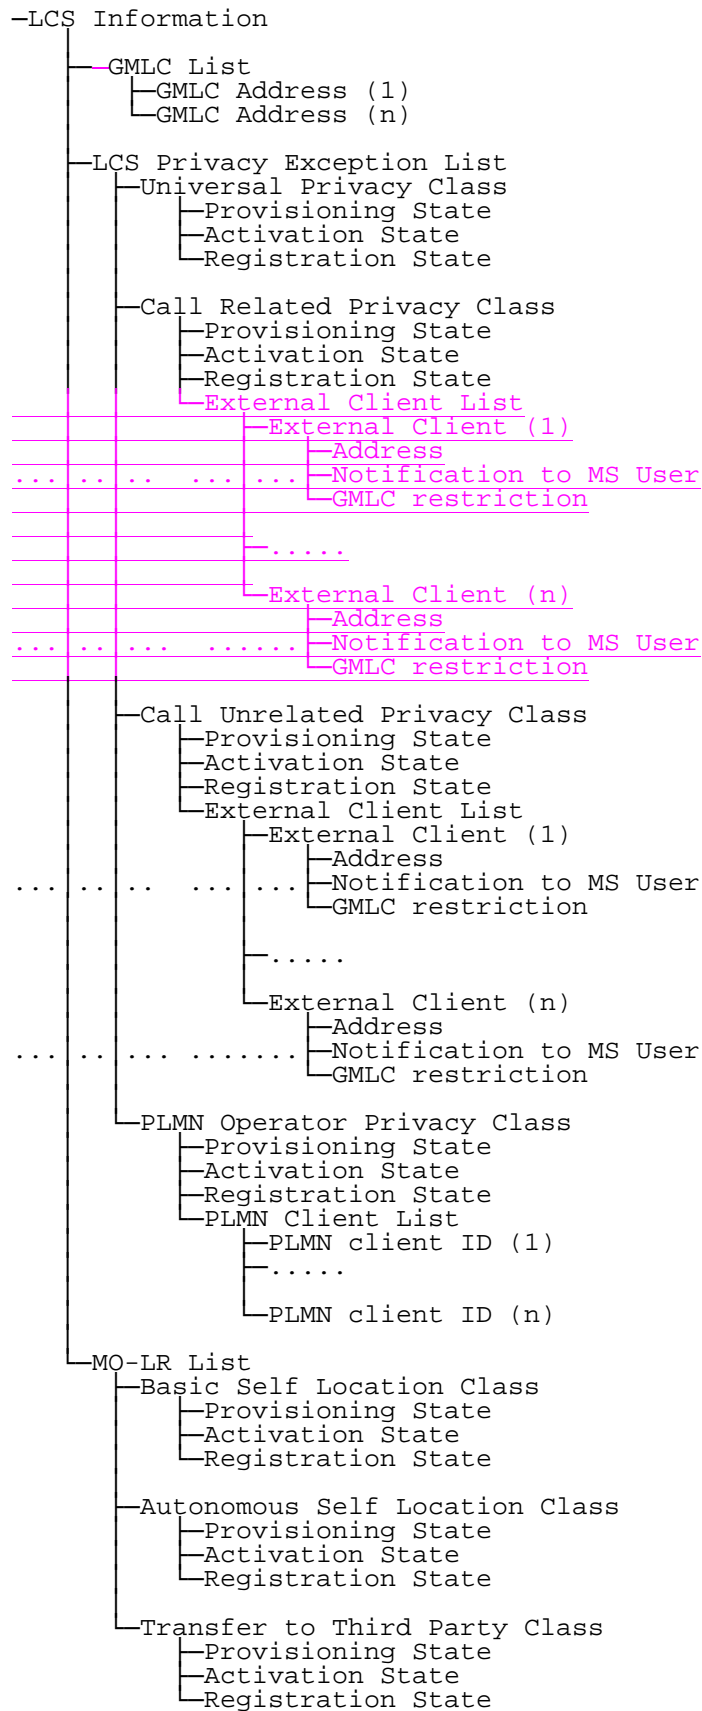 LCS Information
GMLC List
GMLC Address (1)
GMLC Address (n)
LCS Privacy Exception List
Universal Privacy Class
Provisioning State
Activation State
Registration State
Call Related Privacy Class
Provisioning State
Activation State
Registration State
External Client List
External Client (1)
Address
... .. .. ... ... Notification to MS User
GMLC restriction
.....
External Client (n)
Address
... .. ... ...... Notification to MS User
GMLC restriction
Call Unrelated Privacy Class
Provisioning State
Activation State
Registration State
External Client List
External Client (1)
Address
... .. .. ... ... Notification to MS User
GMLC restriction
.....
External Client (n)
Address
... .. ... ....... Notification to MS User
GMLC restriction
PLMN Operator Privacy Class
Provisioning State
Activation State
Registration State
PLMN Client List
PLMN client ID (1)
.....
PLMN client ID (n)
MO-LR List
Basic Self Location Class
Provisioning State
Activation State
Registration State
Autonomous Self Location Class
Provisioning State
Activation State
Registration State
Transfer to Third Party Class
Provisioning State
Activation State
Registration State